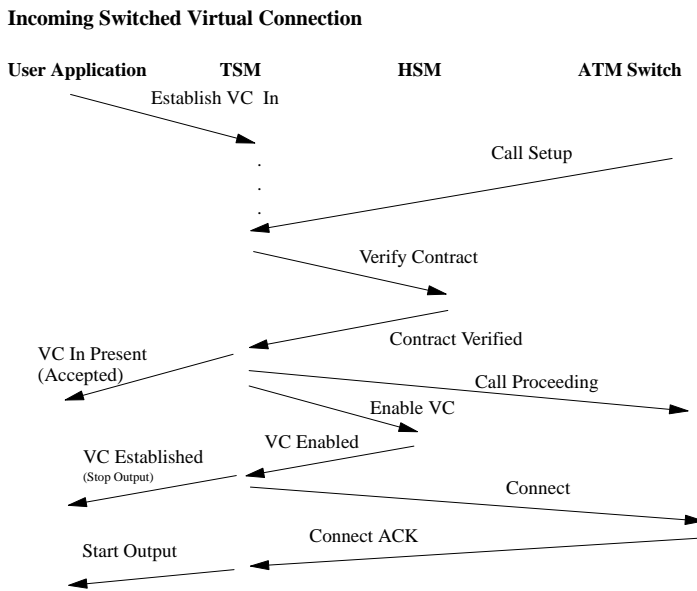 Incoming Switched Virtual Connection
User Application TSM HSM ATM Switch
Establish VC In
Call Setup
.
.
.
Verify Contract
Contract Verified
VC In Present
(Accepted)
Call Proceeding
Enable VC
VC Enabled
VC Established
(Stop Output)
Connect
Connect ACK
Start Output